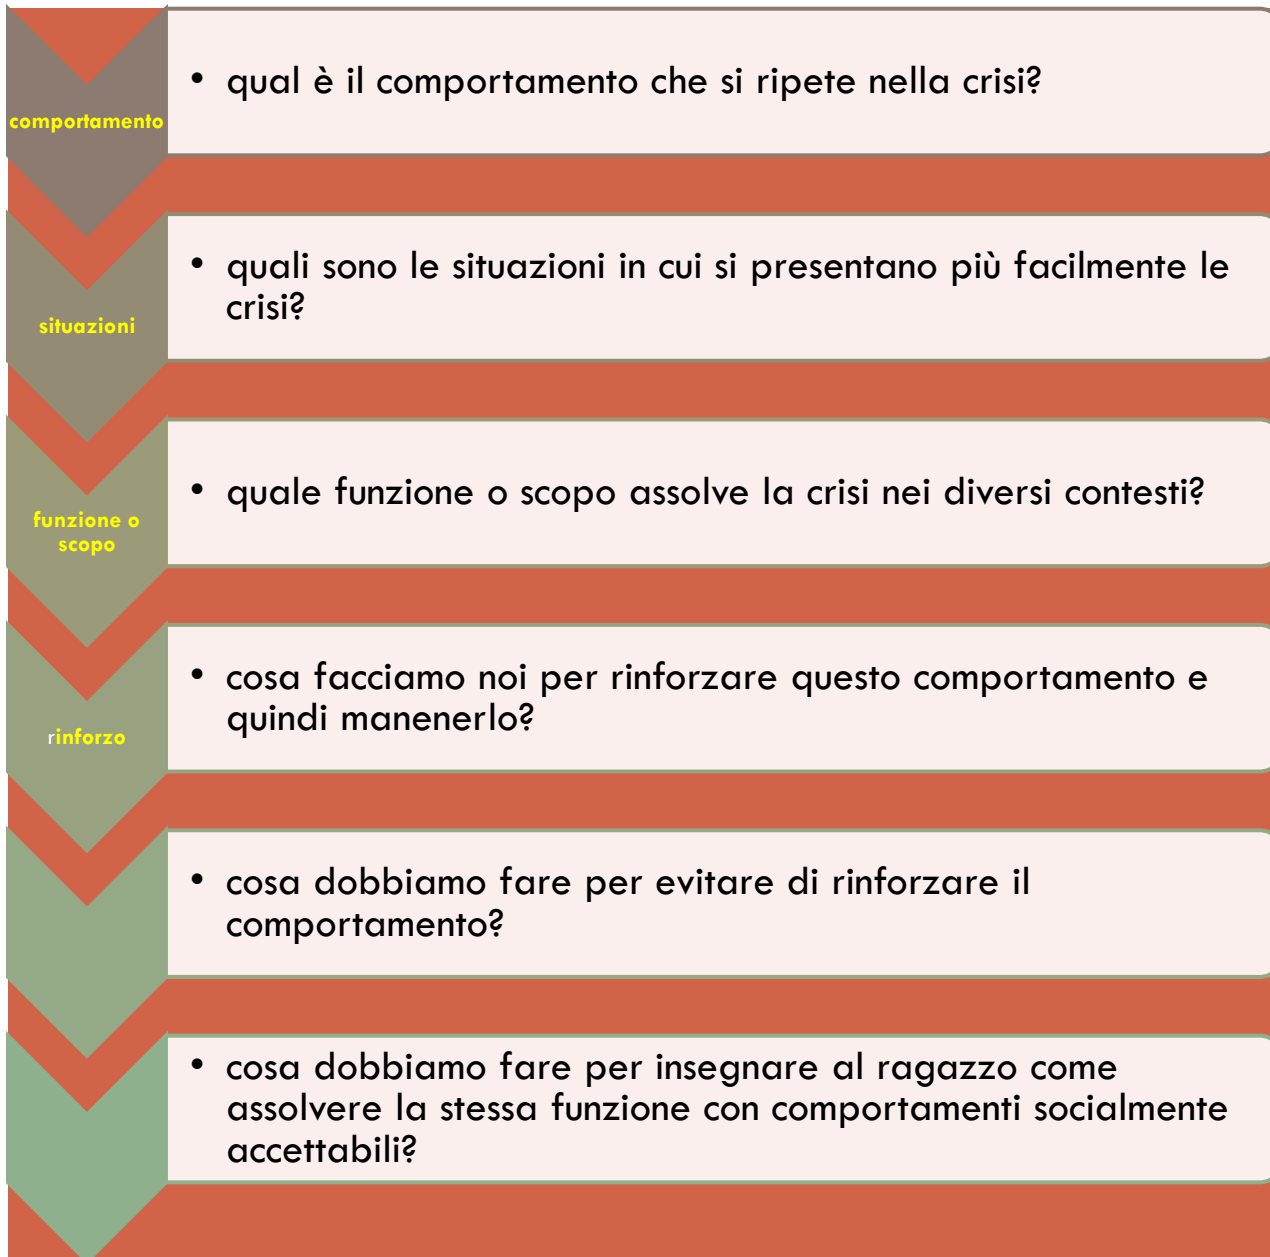 comportamento
• qual è il comportamento che si ripete nella crisi?
situazioni
• quali sono le situazioni in cui si presentano più facilmente le
crisi?
funzione o
scopo
• quale funzione o scopo assolve la crisi nei diversi contesti?
rinforzo
• cosa facciamo noi per rinforzare questo comportamento e
quindi manenerlo?
• cosa dobbiamo fare per evitare di rinforzare il
comportamento?
• cosa dobbiamo fare per insegnare al ragazzo come
assolvere la stessa funzione con comportamenti socialmente
accettabili?